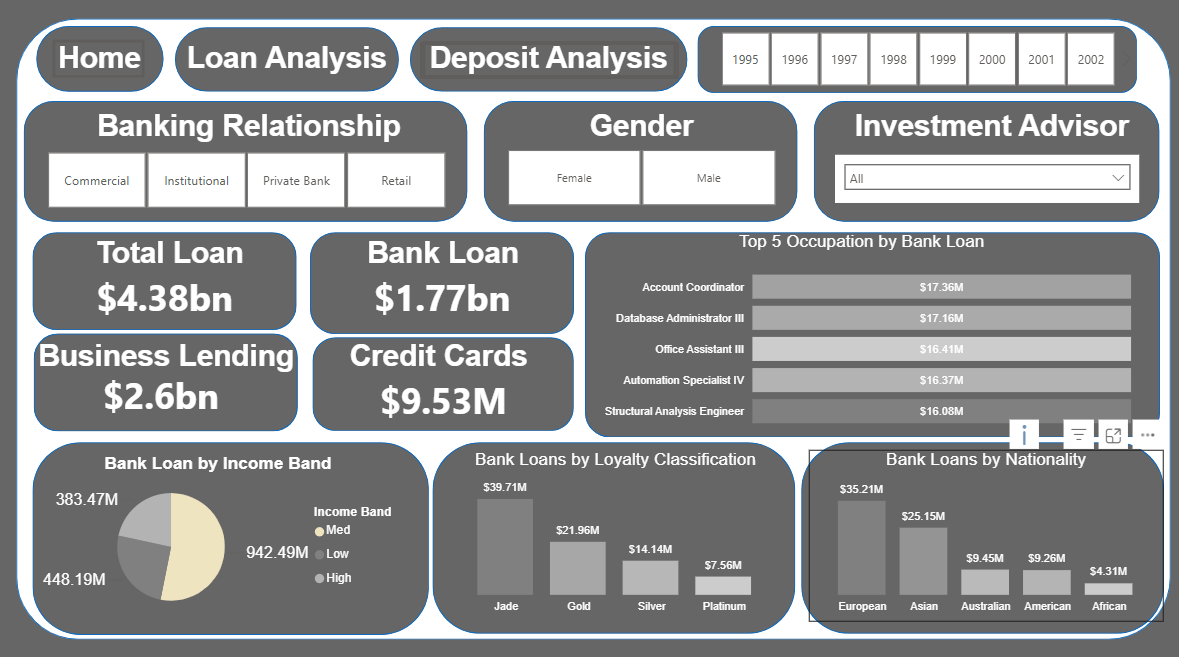 Home
Loan Analysis
Deposit Analysis
1995 1996 1997 1998 1999 2000 2001 2002
Banking Relationship
Commercial Institutional Private Bank Retail
Gender
Female Male
Investment Advisor
All
Total Loan
$4.38bn
Bank Loan
$1.77bn
Business Lending
$2.6bn
Credit Cards
$9.53M
Top 5 Occupation by Bank Loan
Account Coordinator $17.36M
Database Administrator III $17.16M
Office Assistant III $16.41M
Automation Specialist IV $16.37M
Structural Analysis Engineer $16.08M
Bank Loan by Income Band
383.47M
942.49M
448.19M
Income Band
Med
Low
High
Bank Loans by Loyalty Classification
$39.71M
$21.96M
$14.14M
$7.56M
Jade Gold Silver Platinum
Bank Loans by Nationality
$35.21M
$25.15M
$9.45M
$9.26M
$4.31M
European Asian Australian American African